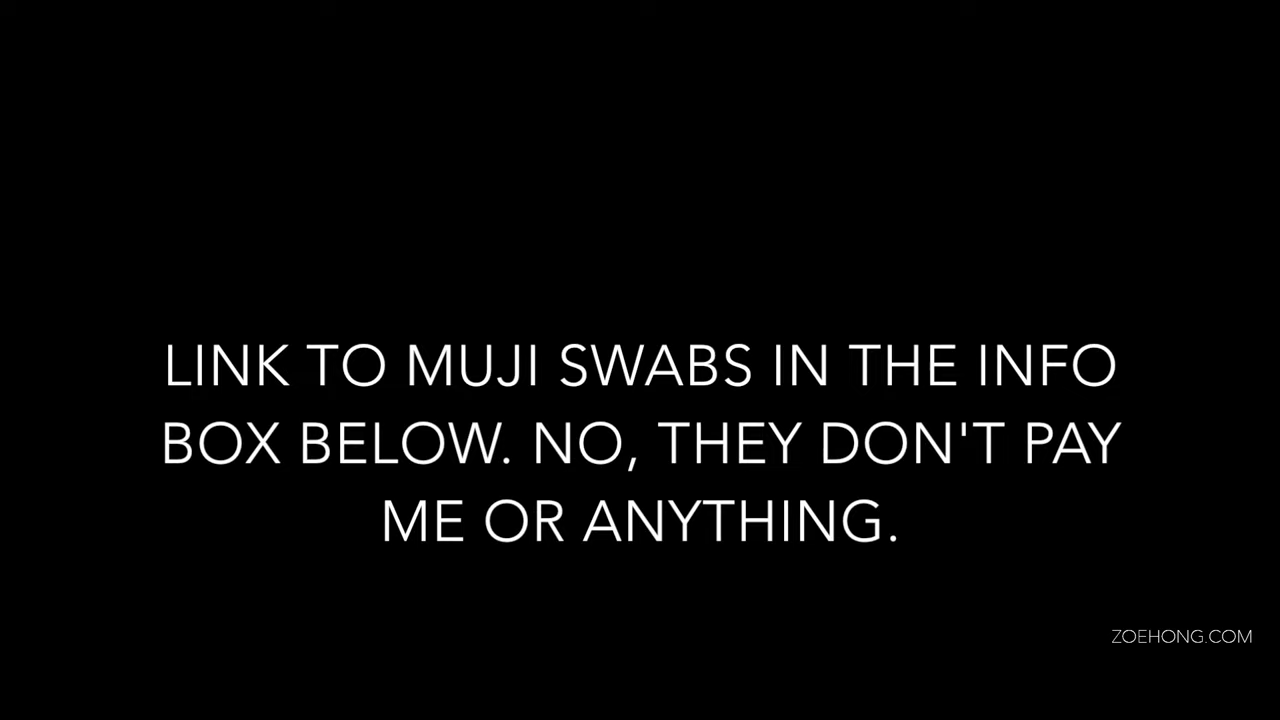 LINK TO MUJI SWABS IN THE INFO
BOX BELOW. NO, THEY DON'T PAY
ME OR ANYTHING.
ZOEHONG.COM